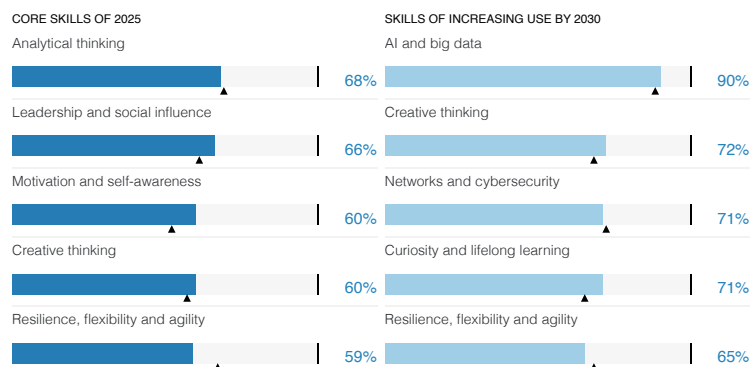 CORE SKILLS OF 2025
Analytical thinking
68%
Leadership and social influence
66%
Motivation and self-awareness
60%
Creative thinking
60%
Resilience, flexibility and agility
59%
SKILLS OF INCREASING USE BY 2030
AI and big data
90%
Creative thinking
72%
Networks and cybersecurity
71%
Curiosity and lifelong learning
71%
Resilience, flexibility and agility
65%